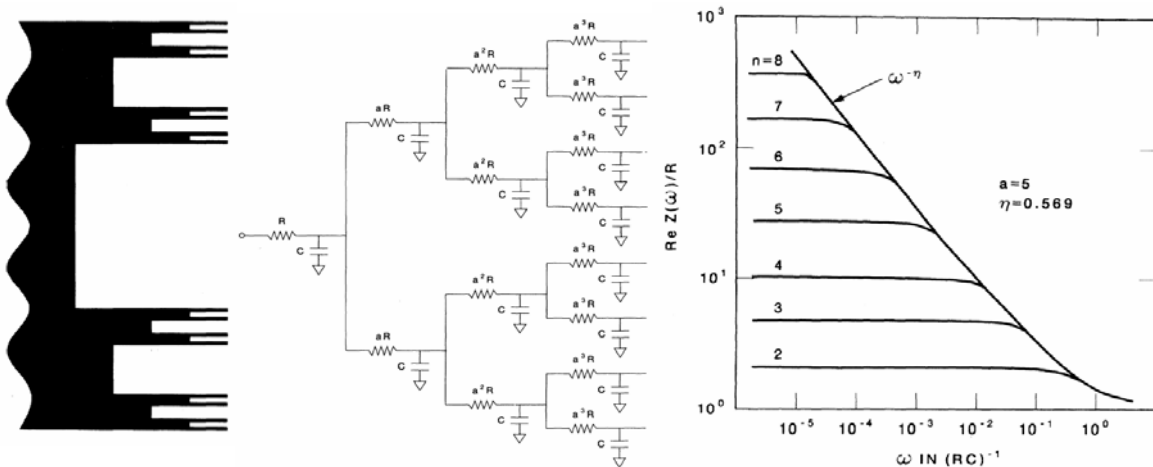 a³R
C
a²R
a³R
C
C
aR
a³R
C
C
a²R
C
a³R
C
C
R
a³R
C
C
a²R
a³R
C
C
aR
a³R
C
C
a²R
a³R
C
C
10³
n=8
ω^-η
7
10²
6
a=5
η=0.569
5
10¹
4
3
2
10⁰
Re Z(ω)/R
10⁻⁵ 10⁻⁴ 10⁻³ 10⁻² 10⁻¹ 10⁰
ω IN (RC)⁻¹